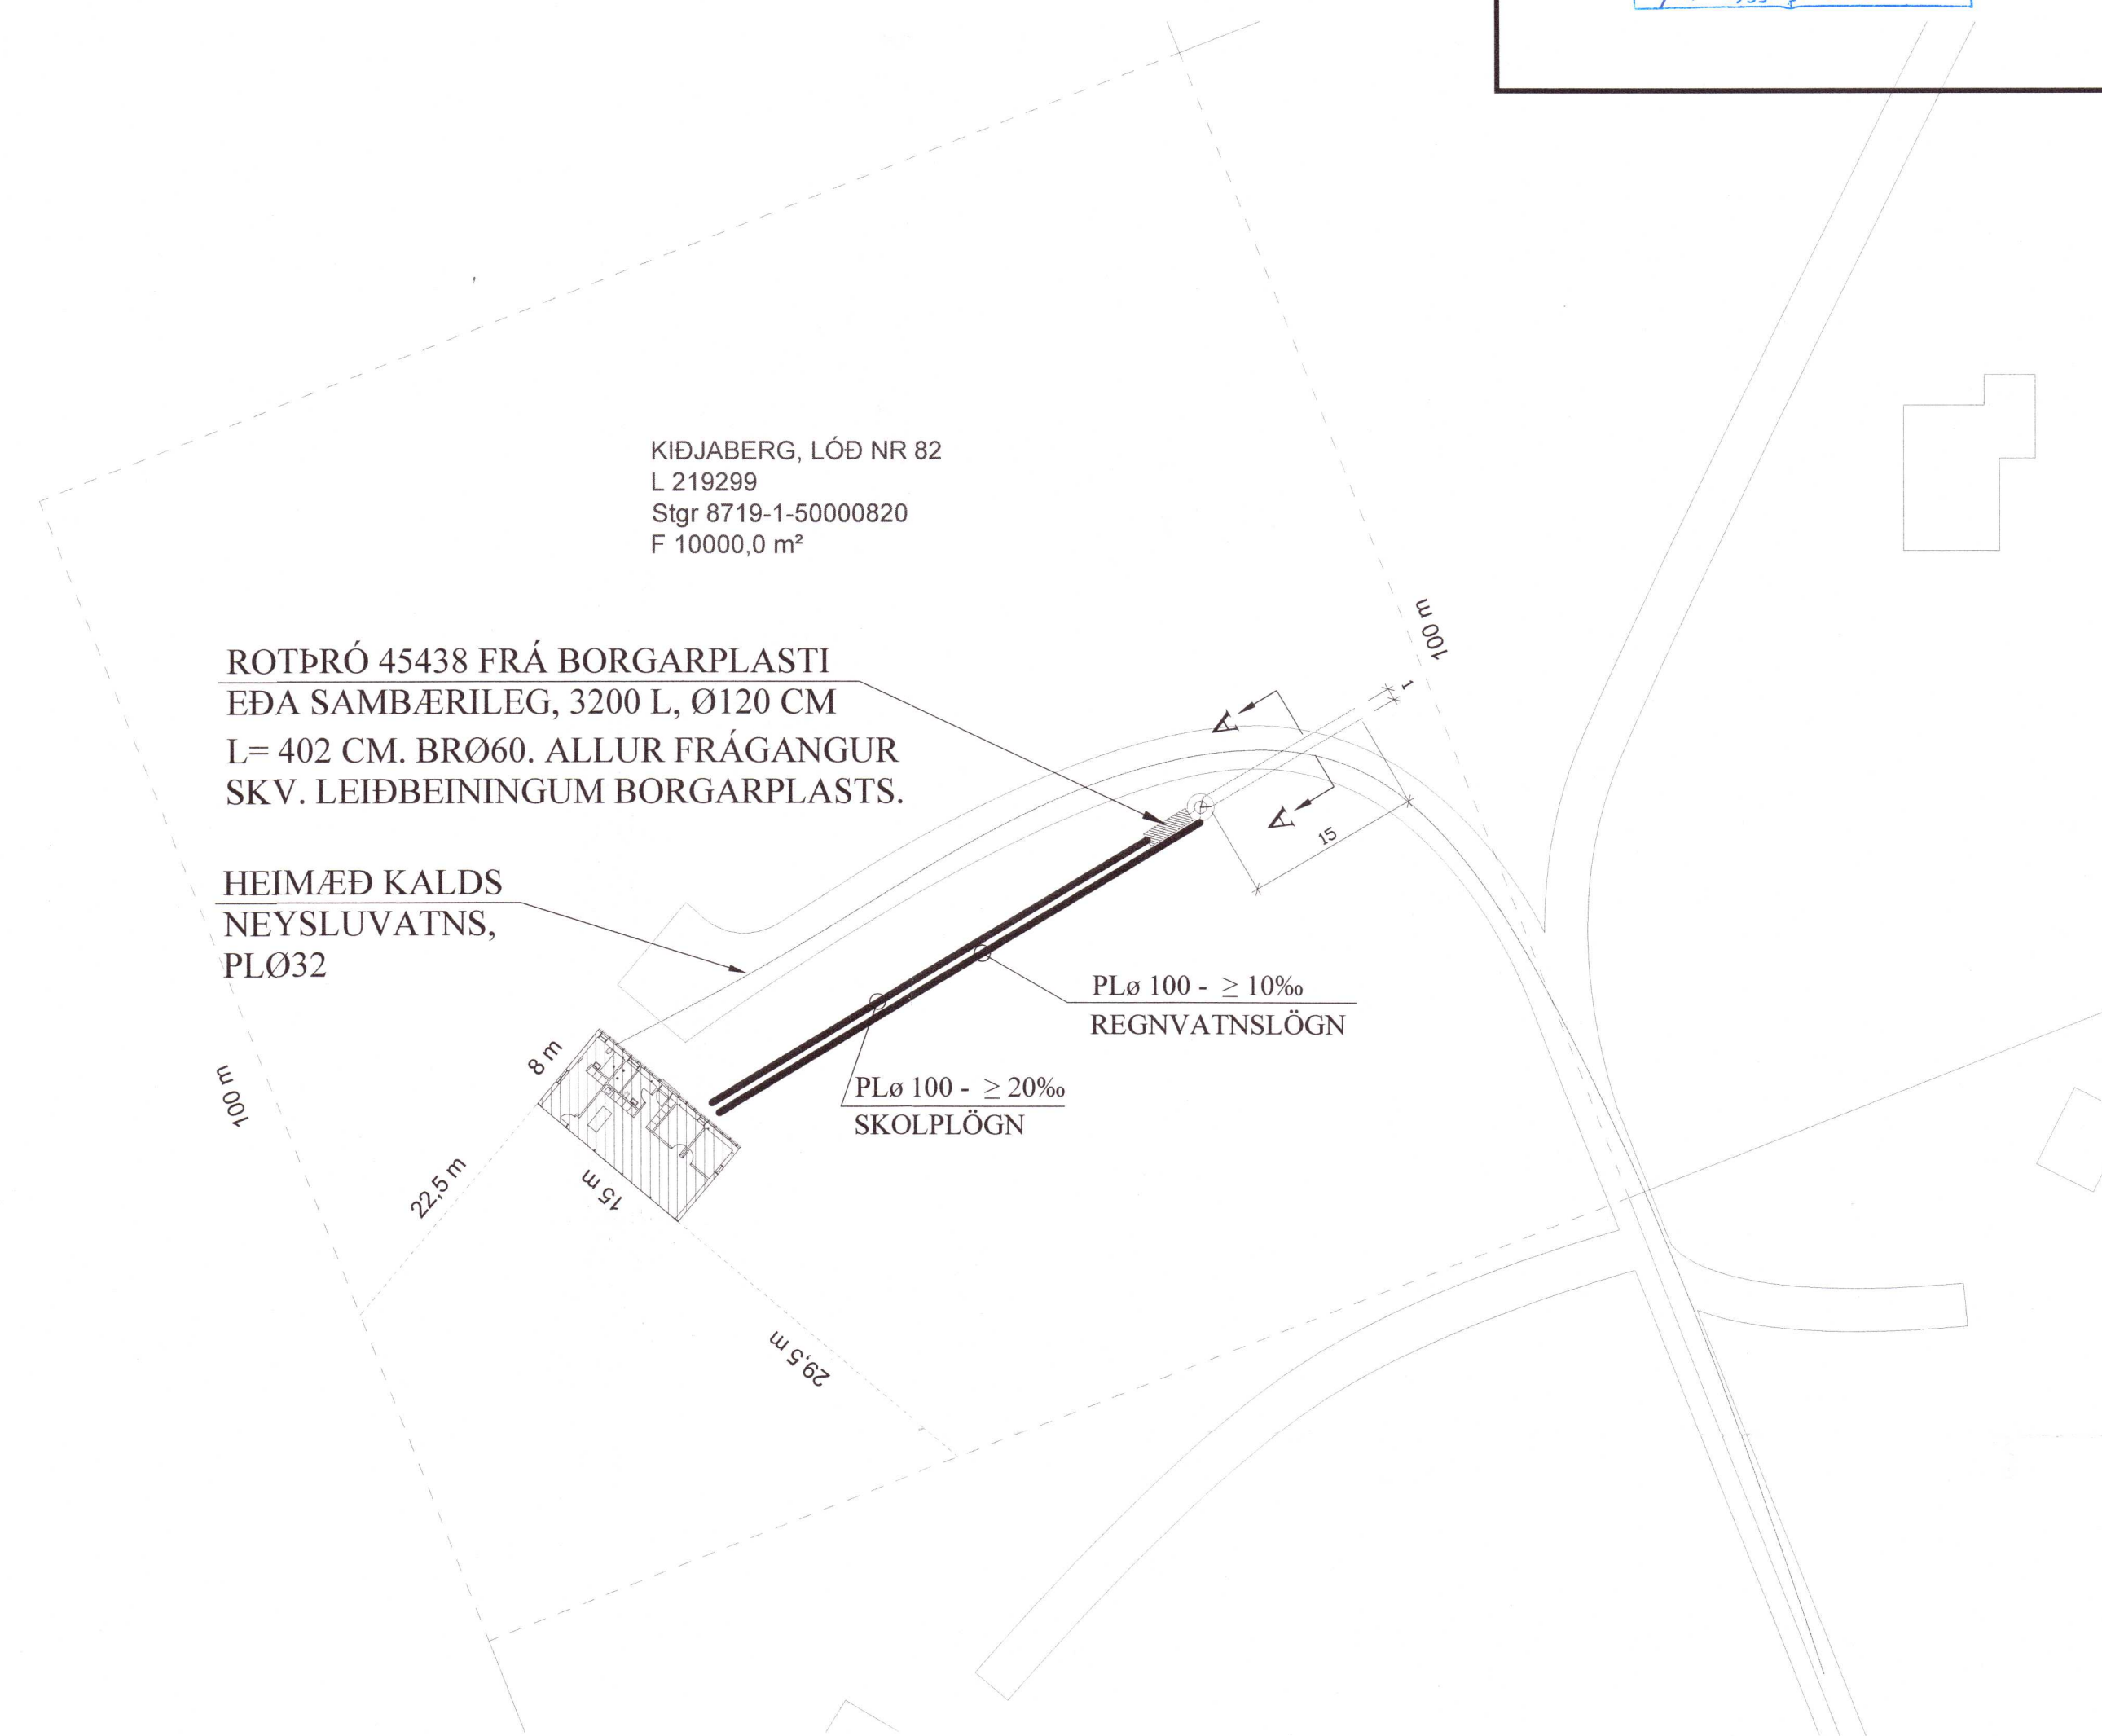 KIÐJABERG, LÓÐ NR 82
L 219299
Stgr 8719-1-50000820
F 10000,0 m²
100 m
ROTÞRÓ 45438 FRÁ BORGARPLASTI
EÐA SAMBÆRILEG, 3200 L, Ø120 CM
L= 402 CM. BRØ60. ALLUR FRÁGANGUR
SKV. LEIÐBEININGUM BORGARPLASTS.
1
A
A
15
HEIMÆÐ KALDS
NEYSLUVATNS,
PLØ32
PLø 100 - ≥ 10‰
REGNVATNSLÖGN
PLø 100 - ≥ 20‰
SKOLPLÖGN
8 m
100 m
22,5 m
15 m
29,5 m